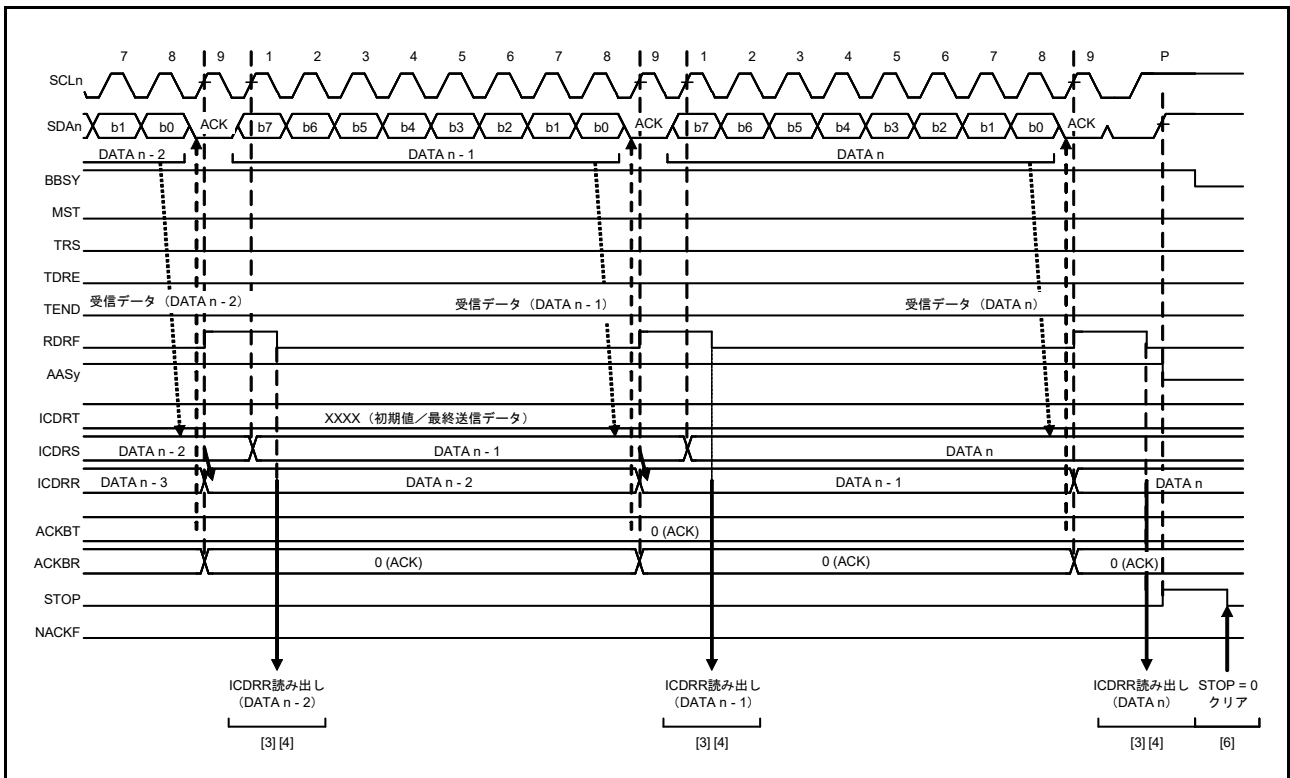 7 8 9 1 2 3 4 5 6 7 8 9 1 2 3 4 5 6 7 8 9 P
SCLn
SDAn b1 b0 ACK b7 b6 b5 b4 b3 b2 b1 b0 ACK b7 b6 b5 b4 b3 b2 b1 b0 ACK
DATA n - 2 DATA n - 1 DATA n
BBSY
MST
TRS
TDRE
受信データ（DATA n - 2） 受信データ（DATA n - 1） 受信データ（DATA n）
TEND
RDRF
AASy
ICDRT XXXX（初期値／最終送信データ）
ICDRS DATA n - 2 DATA n - 1 DATA n
ICDRR DATA n - 3 DATA n - 2 DATA n - 1 DATA n
ACKBT 0 (ACK)
ACKBR 0 (ACK) 0 (ACK) 0 (ACK)
STOP
NACKF
ICDRR読み出し ICDRR読み出し ICDRR読み出し STOP = 0
（DATA n - 2） （DATA n - 1） （DATA n） クリア
[3] [4] [3] [4] [3] [4] [6]